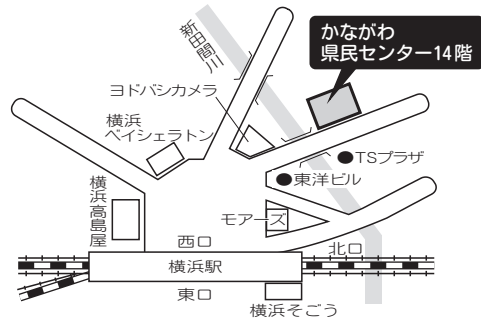 新田間川
かながわ
県民センター14階
ヨドバシカメラ
横浜
ベイシェラトン
TSプラザ
東洋ビル
横浜高島屋
モアーズ
西口
北口
横浜駅
東口
横浜そごう